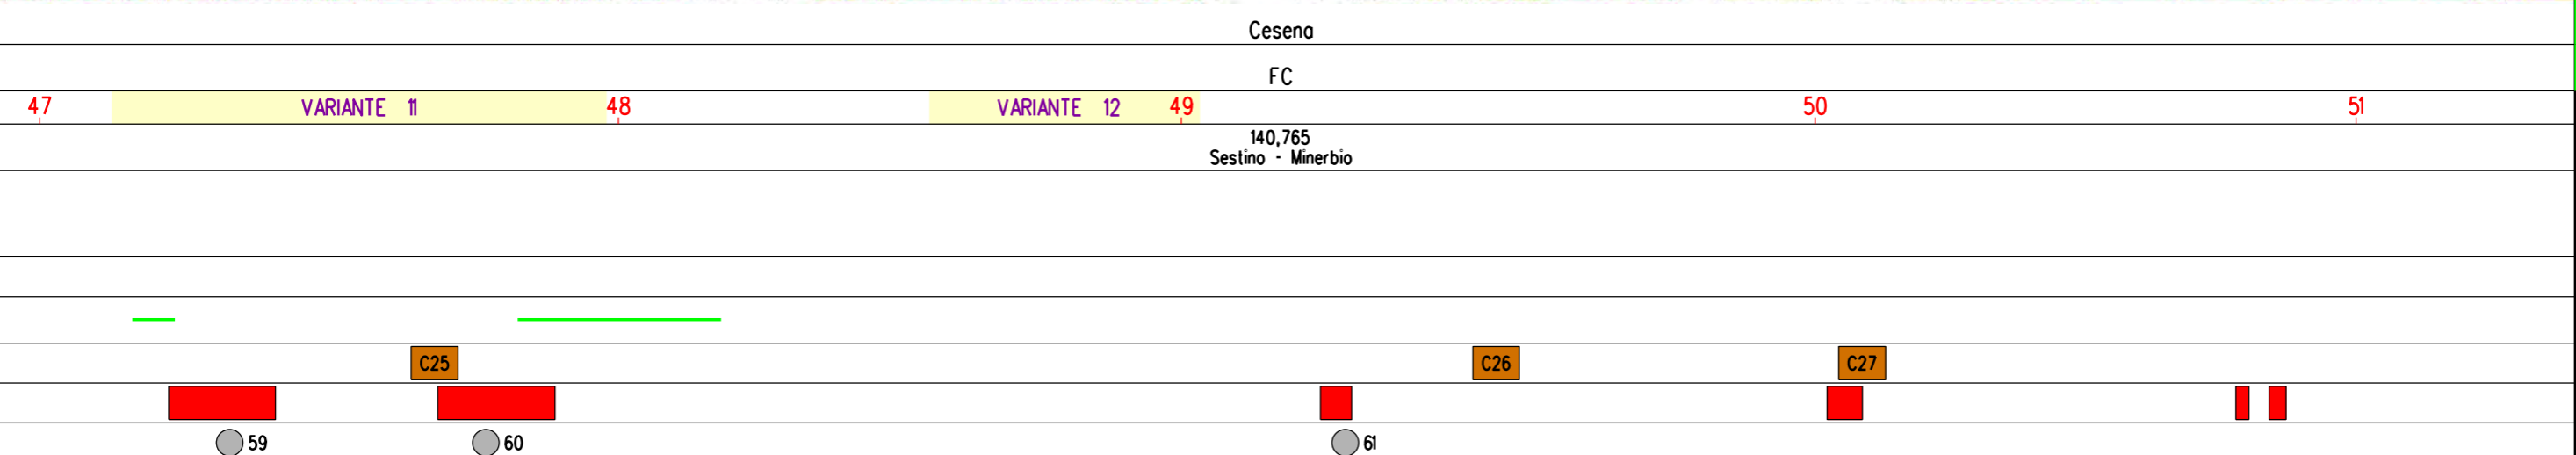 Cesena
FC
47 VARIANTE 11 48 VARIANTE 12 49 50 51
140,765
Sestino - Minerbio
C25 C26 C27
59 60 61